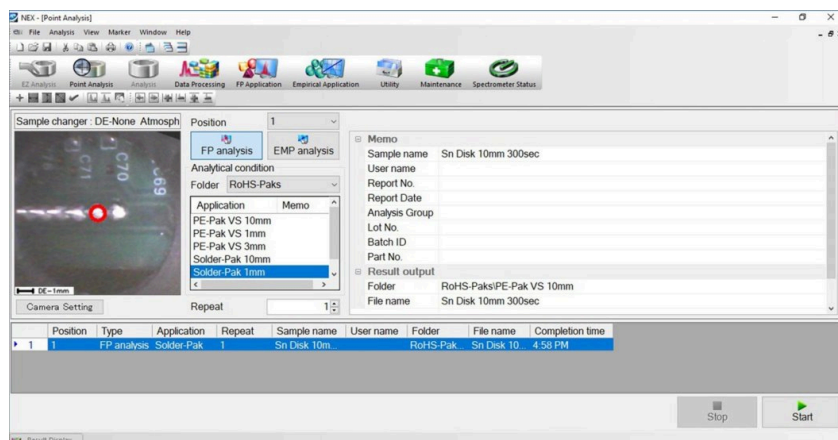 NEX - [Point Analysis]
File Analysis View Marker Window Help
EZ Analysis Point Analysis Analysis Data Processing FP Application Empirical Application Utility Maintenance Spectrometer Status
Sample changer : DE-None Atmosph
Position 1
FP analysis EMP analysis
Analytical condition
Folder RoHS-Paks
Application Memo
PE-Pak VS 10mm
PE-Pak VS 1mm
PE-Pak VS 3mm
Solder-Pak 10mm
Solder-Pak 1mm
Repeat 1
C71
C70
C69
DE-1mm
Camera Setting
Memo
Sample name Sn Disk 10mm 300sec
User name
Report No.
Report Date
Analysis Group
Lot No.
Batch ID
Part No.
Result output
Folder RoHS-Paks\PE-Pak VS 10mm
File name Sn Disk 10mm 300sec
Position Type Application Repeat Sample name User name Folder File name Completion time
1 1 FP analysis Solder-Pak 1 Sn Disk 10m... RoHS-Pak... Sn Disk 10... 4:58 PM
Stop Start
Result Display